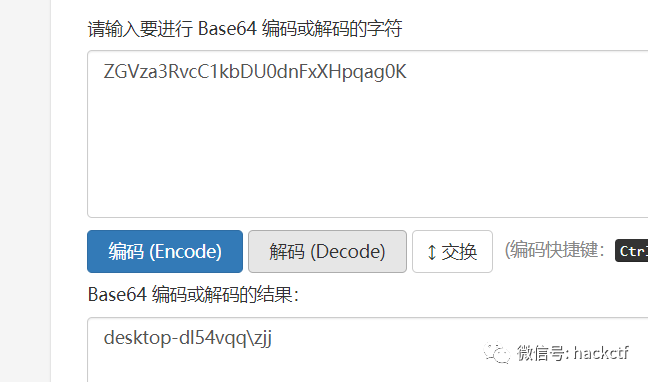 请输入要进行 Base64 编码或解码的字符
ZGVza3RvcC1kbDU0dnFxXHpqag0K
编码 (Encode) 解码 (Decode) ↕ 交换 (编码快捷键: Ctrl
Base64 编码或解码的结果:
desktop-dl54vqq\zjj
微信号: hackctf